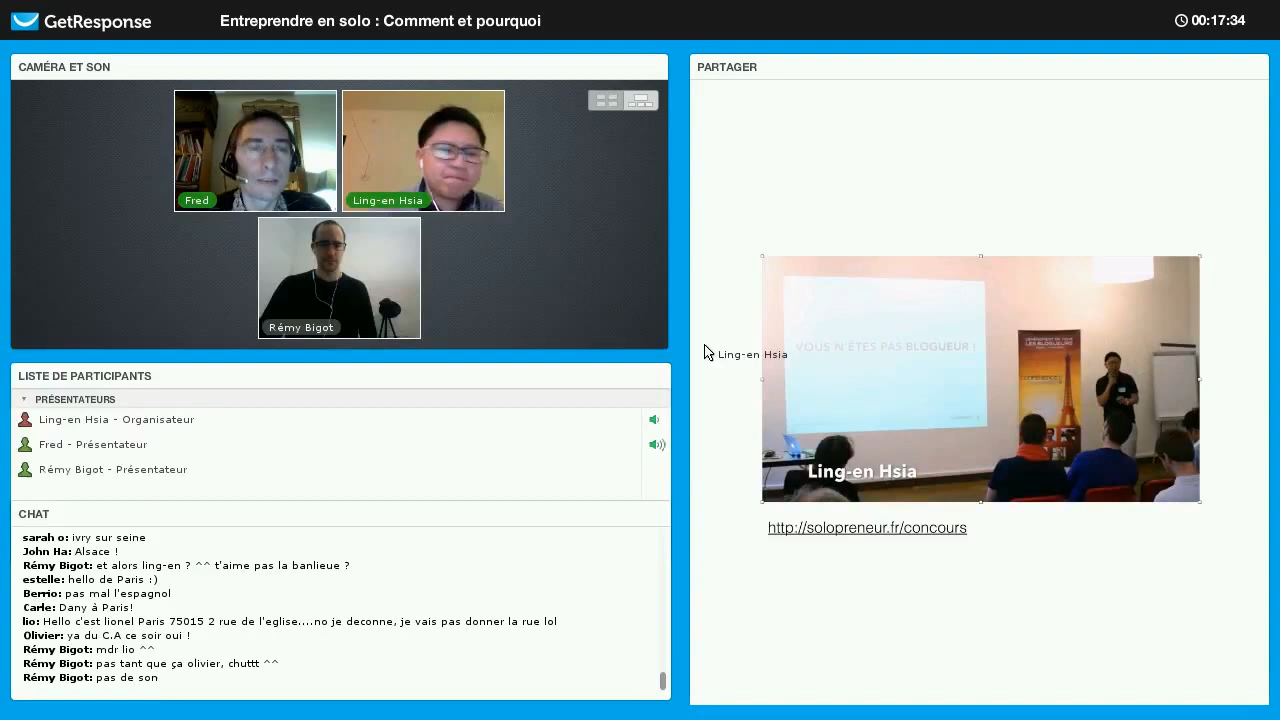 GetResponse
Entreprendre en solo : Comment et pourquoi
00:17:34
CAMÉRA ET SON
Fred
Ling-en Hsia
Rémy Bigot
LISTE DE PARTICIPANTS
PRÉSENTATEURS
Ling-en Hsia - Organisateur
Fred - Présentateur
Rémy Bigot - Présentateur
CHAT
sarah o: ivry sur seine
John Ha: Alsace !
Rémy Bigot: et alors ling-en ? ^^ t'aime pas la banlieue ?
estelle: hello de Paris :)
Berrio: pas mal l'espagnol
Carle: Dany à Paris!
lio: Hello c'est lionel Paris 75015 2 rue de l'eglise....no je deconne, je vais pas donner la rue lol
Olivier: ya du C.A ce soir oui !
Rémy Bigot: mdr lio ^^
Rémy Bigot: pas tant que ça olivier, chuttt ^^
Rémy Bigot: pas de son
PARTAGER
VOUS N'ÊTES PAS BLOGUEUR !
LES BLOGUEURS
Ling-en Hsia
Ling-en Hsia
http://solopreneur.fr/concours